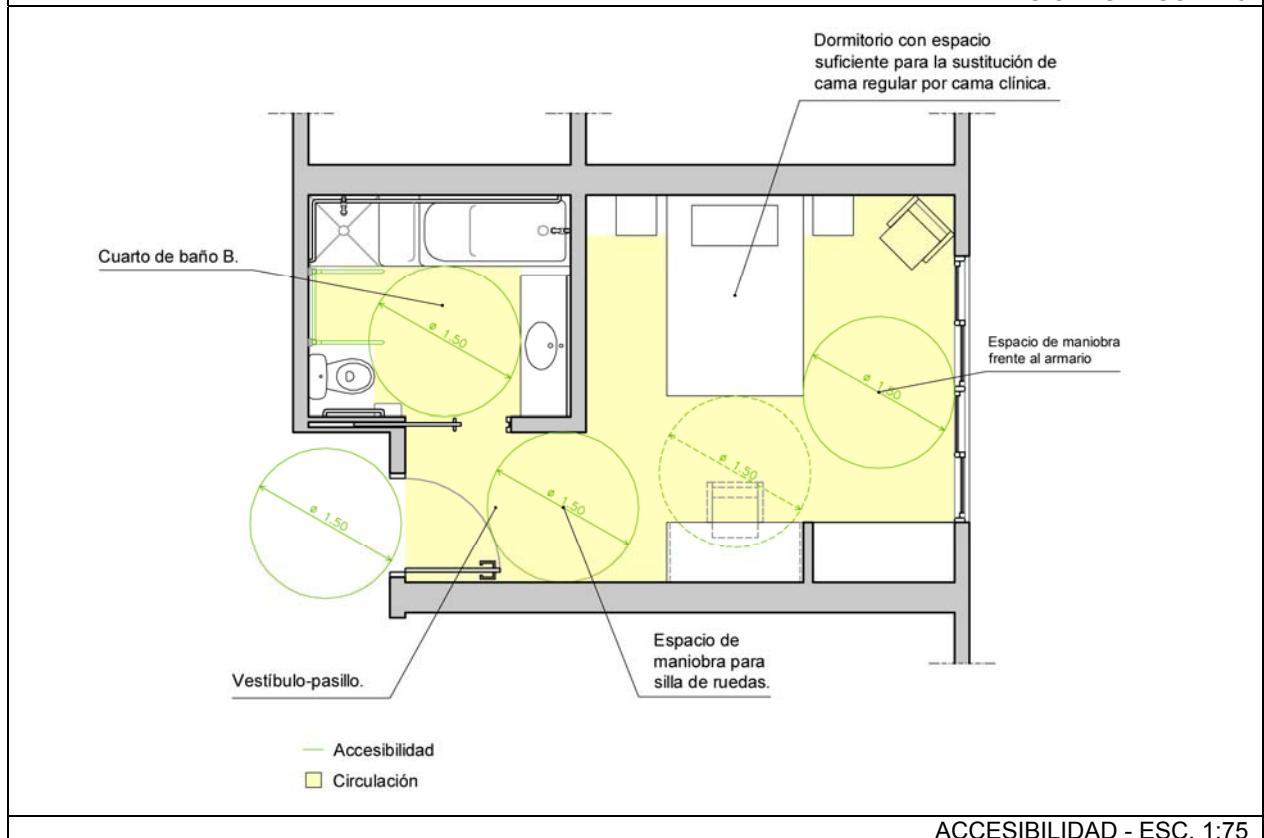 Dormitorio con espacio
suficiente para la sustitución de
cama regular por cama clínica.
Cuarto de baño B.
ø 1.50
ø 1.50
Espacio de maniobra
frente al armario
ø 1.50
ø 1.50
ø 1.50
Vestíbulo-pasillo.
Espacio de
maniobra para
silla de ruedas.
Accesibilidad
Circulación
ACCESIBILIDAD - ESC. 1:75